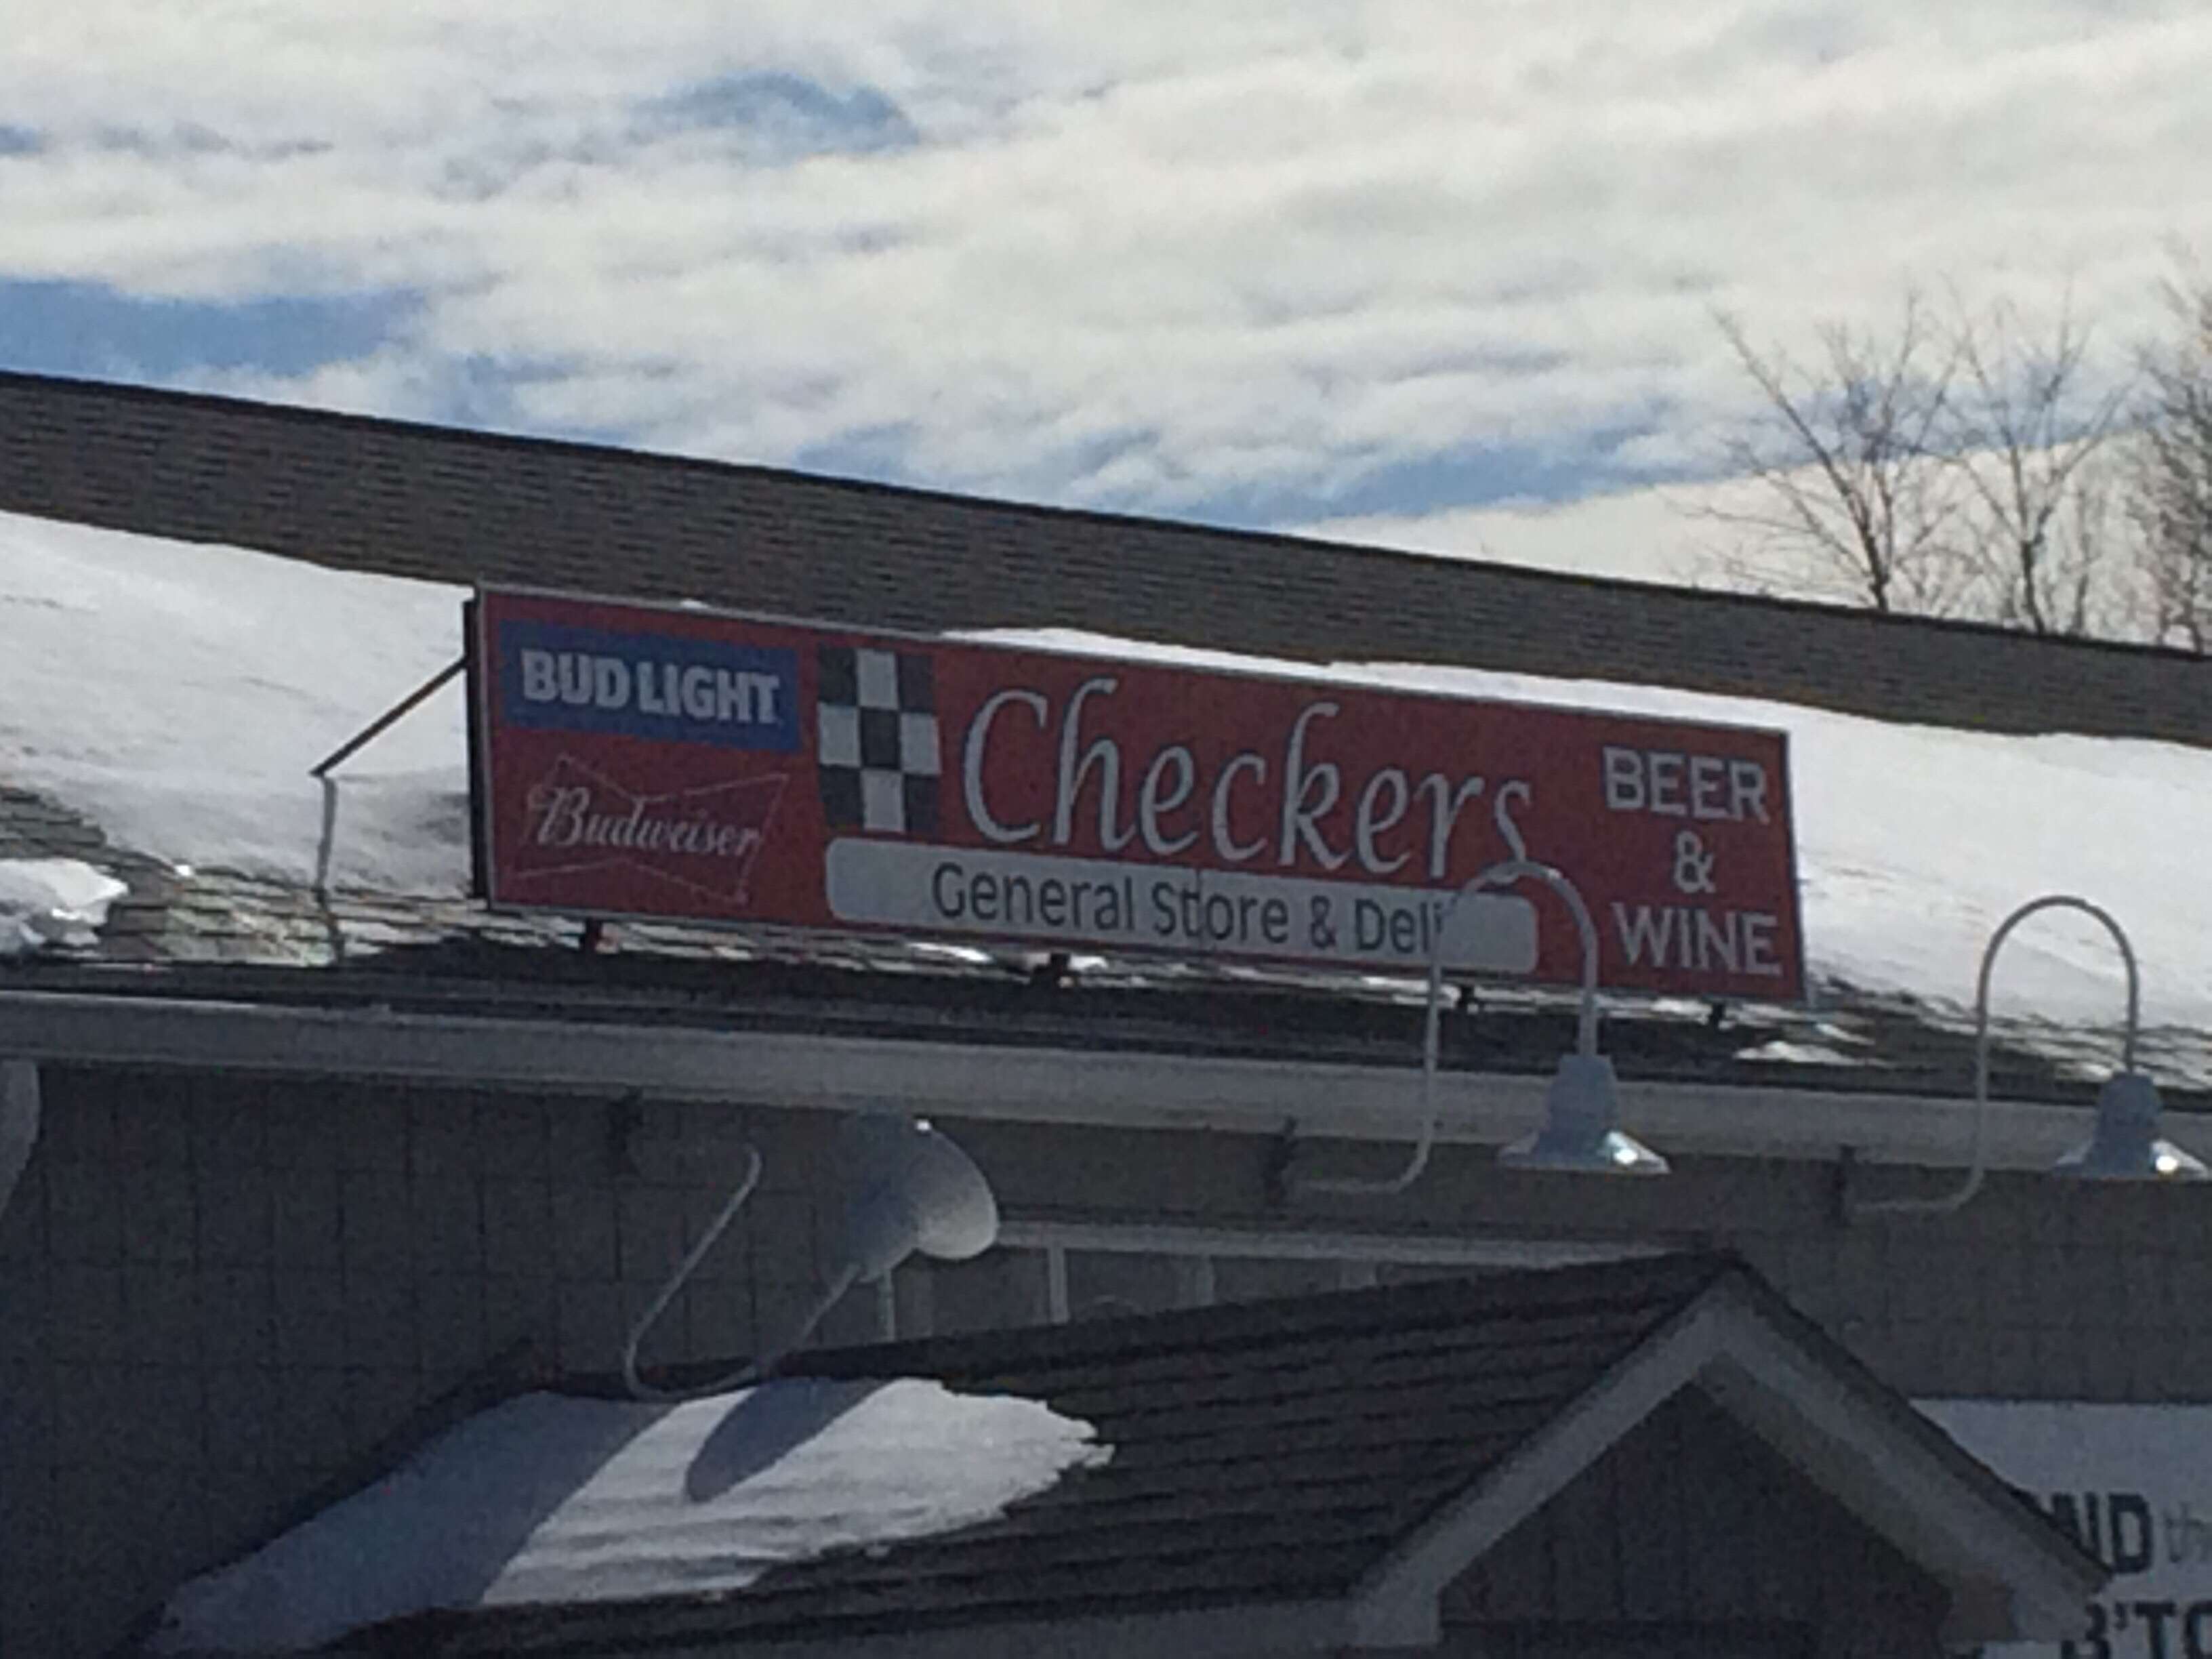 BUD LIGHT
Budweiser
Checkers
General Store & Deli
BEER
&
WINE